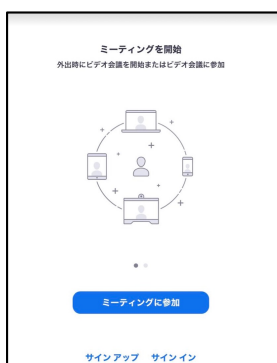 ミーティングを開始
外出時にビデオ会議を開始またはビデオ会議に参加
ミーティングに参加
サイン アップ サイン イン